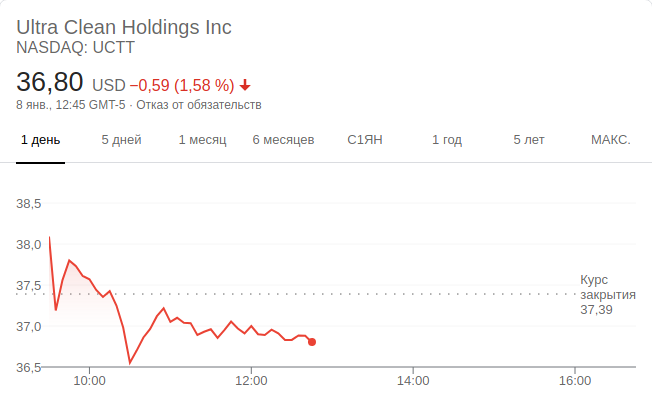 Ultra Clean Holdings Inc
NASDAQ: UCTT
36,80 USD −0,59 (1,58 %)
8 янв., 12:45 GMT-5 · Отказ от обязательств
1 день 5 дней 1 месяц 6 месяцев С1ЯН 1 год 5 лет МАКС.
38,5
38,0
37,5
37,0
36,5
Курс
закрытия
37,39
10:00 12:00 14:00 16:00